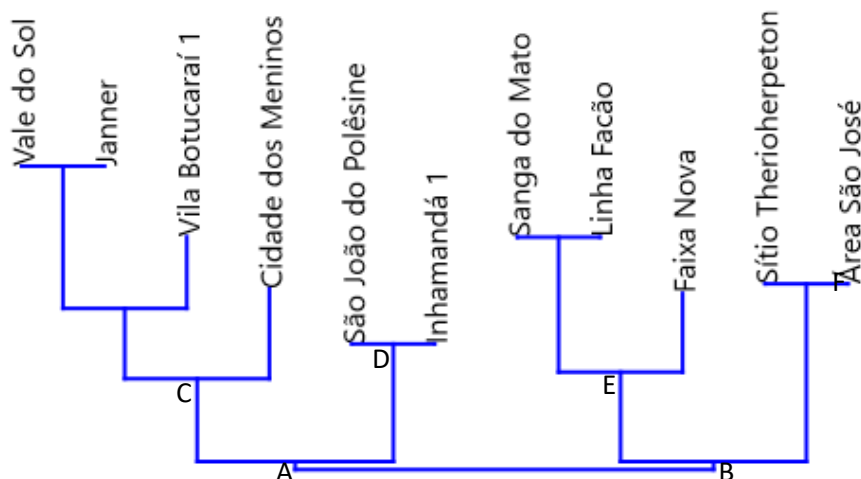 Vale do Sol
Janner
Vila Botucaraí 1
Cidade dos Meninos
São João do Polêsine
Inhamandá 1
Sanga do Mato
Linha Facão
Faixa Nova
Sítio Therioherpeton
Área São José
F
D
C
E
A
B